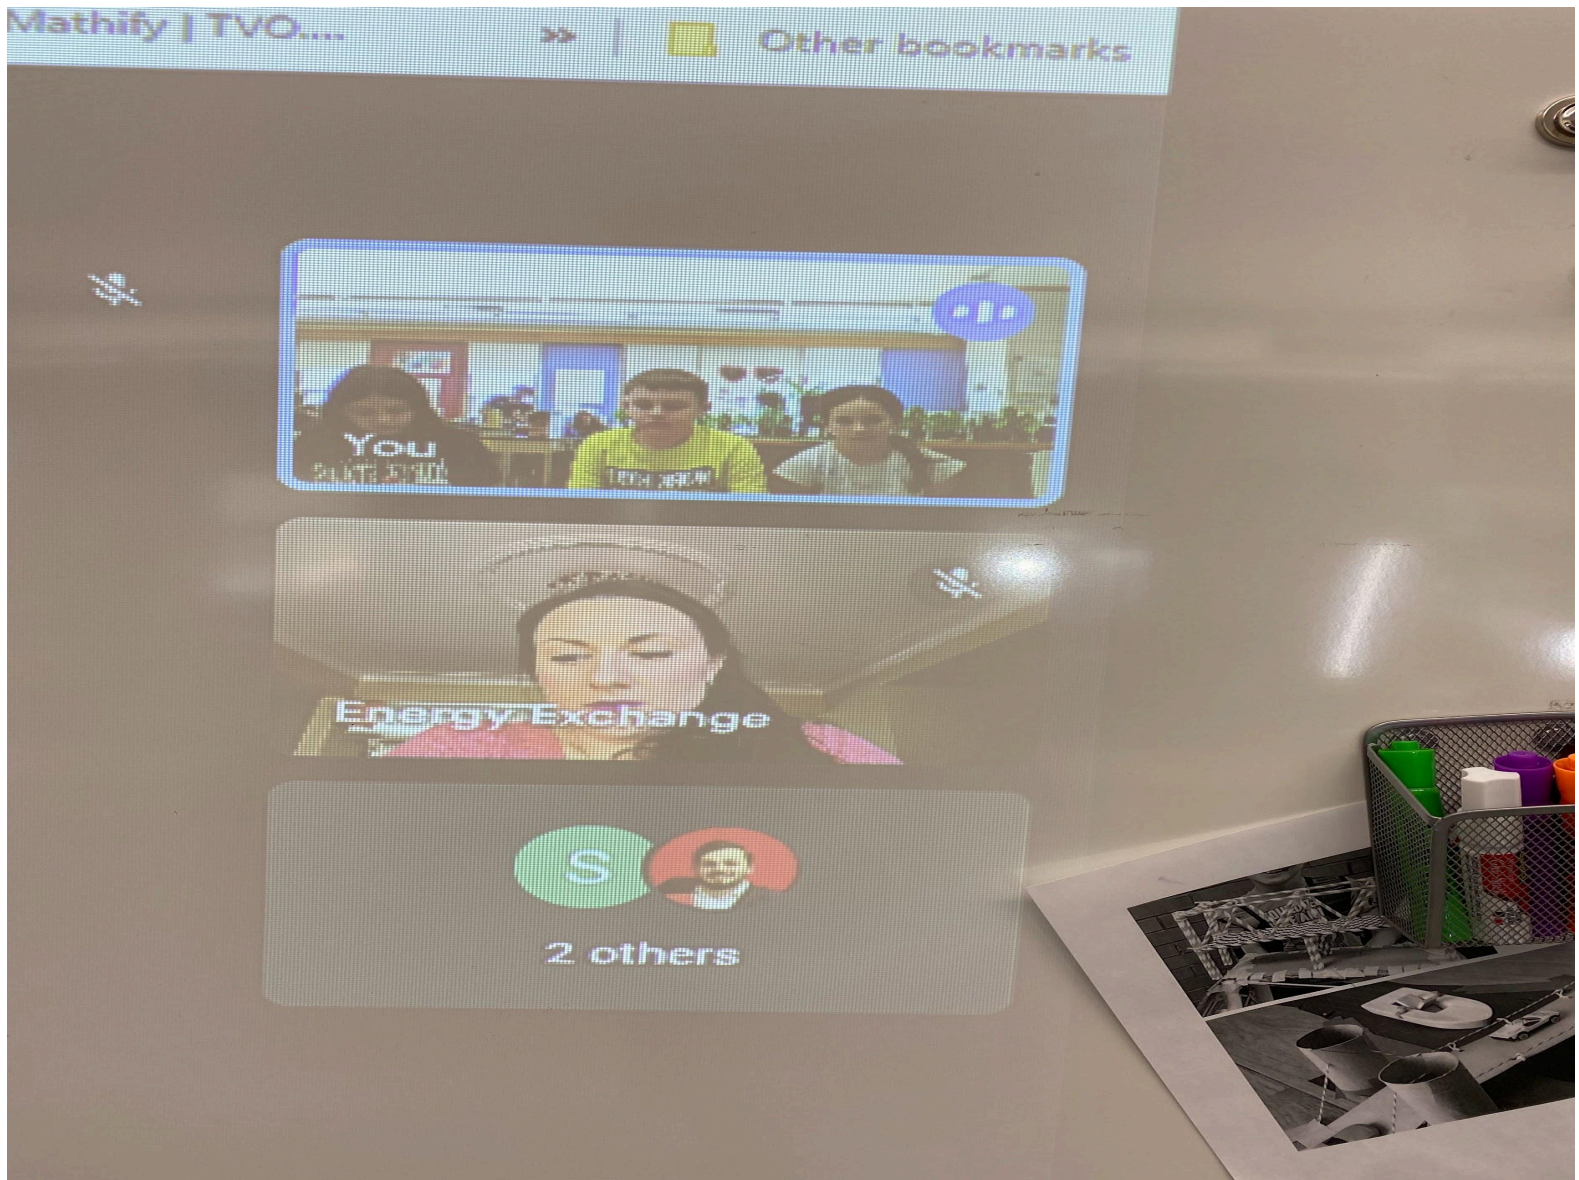 Mathify | TVO....
» | Other bookmarks
You
Energy Exchange
S
2 others